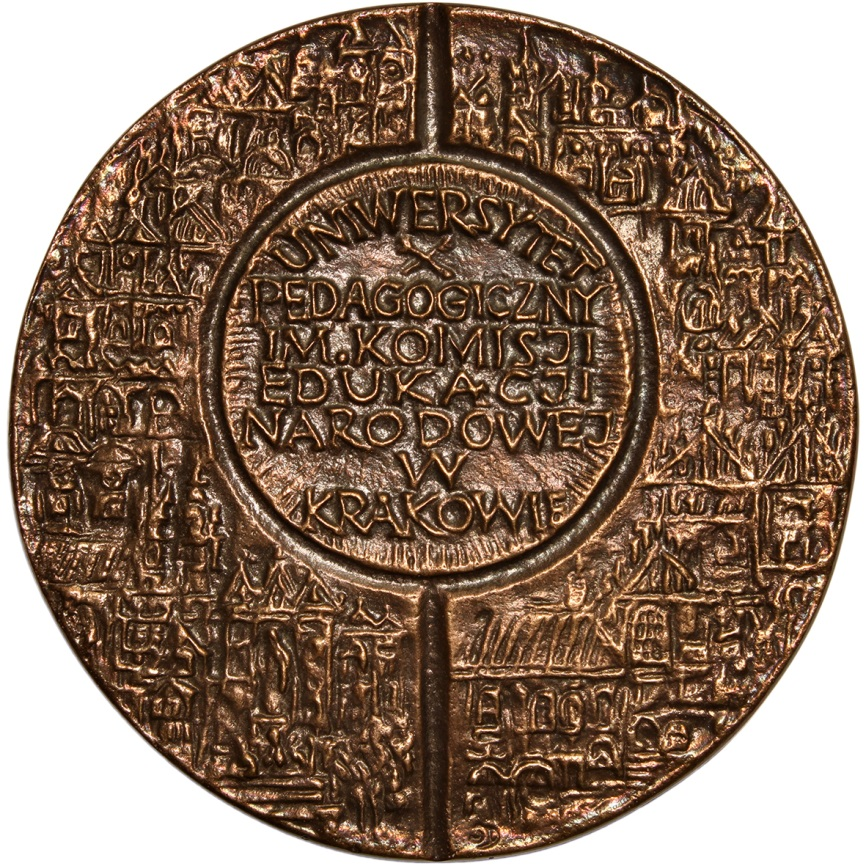 UNIWERSYTET
PEDAGOGICZNY
IM. KOMISJI
EDUKACJI
NARODOWEJ
W
KRAKOWIE